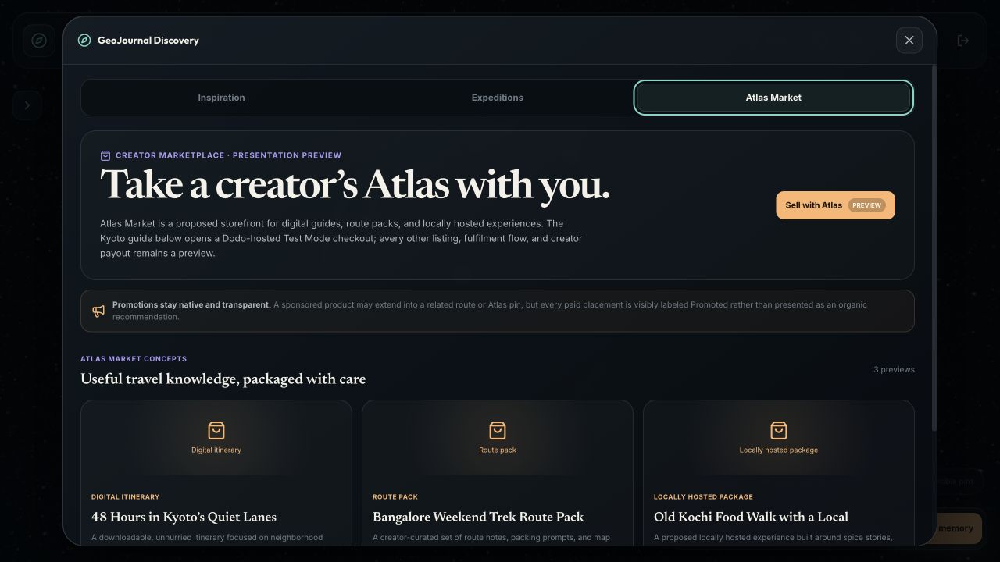 GeoJournal Discovery
Inspiration
Expeditions
Atlas Market
CREATOR MARKETPLACE · PRESENTATION PREVIEW
Take a creator’s Atlas with you.
Atlas Market is a proposed storefront for digital guides, route packs, and locally hosted experiences. The
Kyoto guide below opens a Dodo-hosted Test Mode checkout; every other listing, fulfilment flow, and creator
payout remains a preview.
Sell with Atlas PREVIEW
Promotions stay native and transparent. A sponsored product may extend into a related route or Atlas pin, but every paid placement is visibly labeled Promoted rather than presented as an organic
recommendation.
ATLAS MARKET CONCEPTS
Useful travel knowledge, packaged with care
3 previews
Digital itinerary
DIGITAL ITINERARY
48 Hours in Kyoto’s Quiet Lanes
A downloadable, unhurried itinerary focused on neighborhood
Route pack
ROUTE PACK
Bangalore Weekend Trek Route Pack
A creator-curated set of route notes, packing prompts, and map
Locally hosted package
LOCALLY HOSTED PACKAGE
Old Kochi Food Walk with a Local
A proposed locally hosted experience built around spice stories,
pins
memory